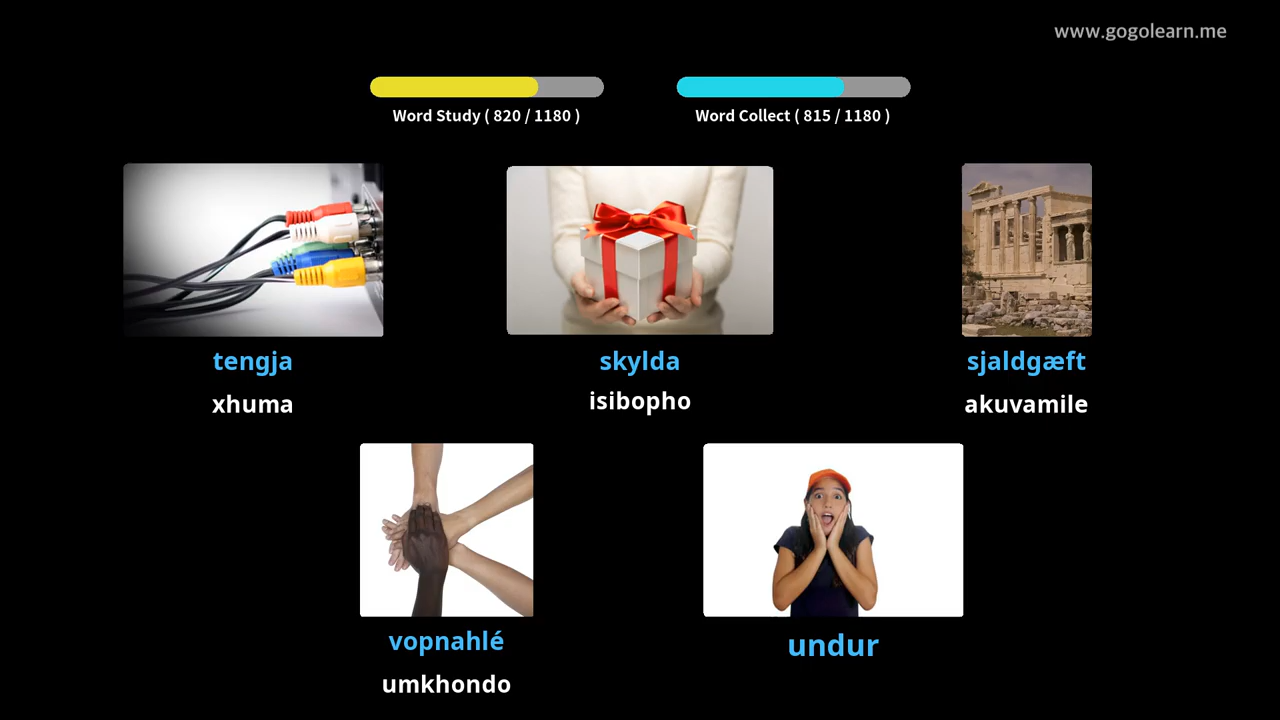 www.gogolearn.me
Word Study ( 820 / 1180 )
Word Collect ( 815 / 1180 )
tengja
xhuma
skylda
isibopho
sjaldgæft
akuvamile
vopnahlé
umkhondo
undur